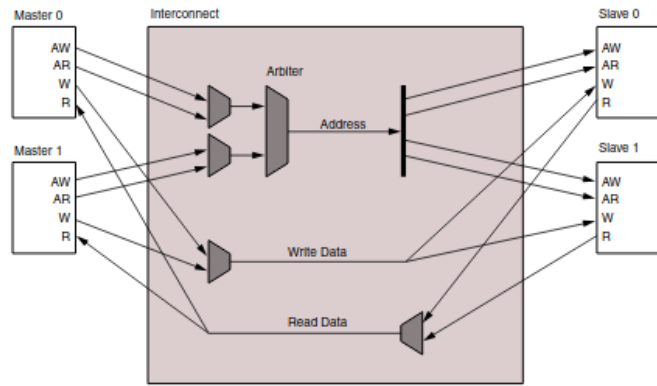 Master 0
Interconnect
Slave 0
AW
AR
W
R
Arbiter
Address
AW
AR
W
R
Master 1
AW
AR
W
R
Slave 1
AW
AR
W
R
Write Data
Read Data